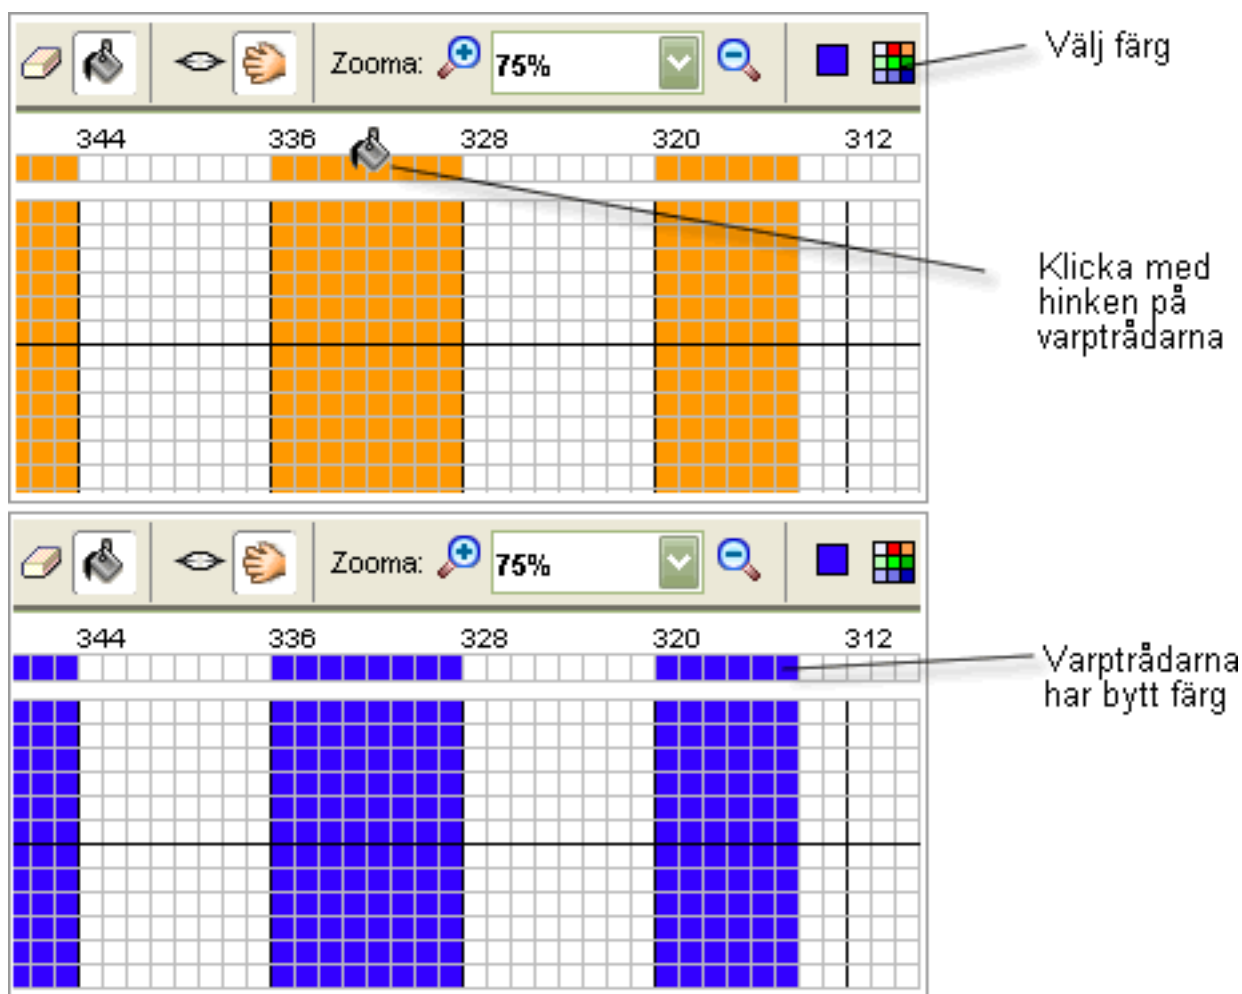 Zooma: 75%
Välj färg
344 336 328 320 312
Klicka med
hinken på
varptrådarna
Zooma: 75%
344 336 328 320 312
Varptrådarna
har bytt färg